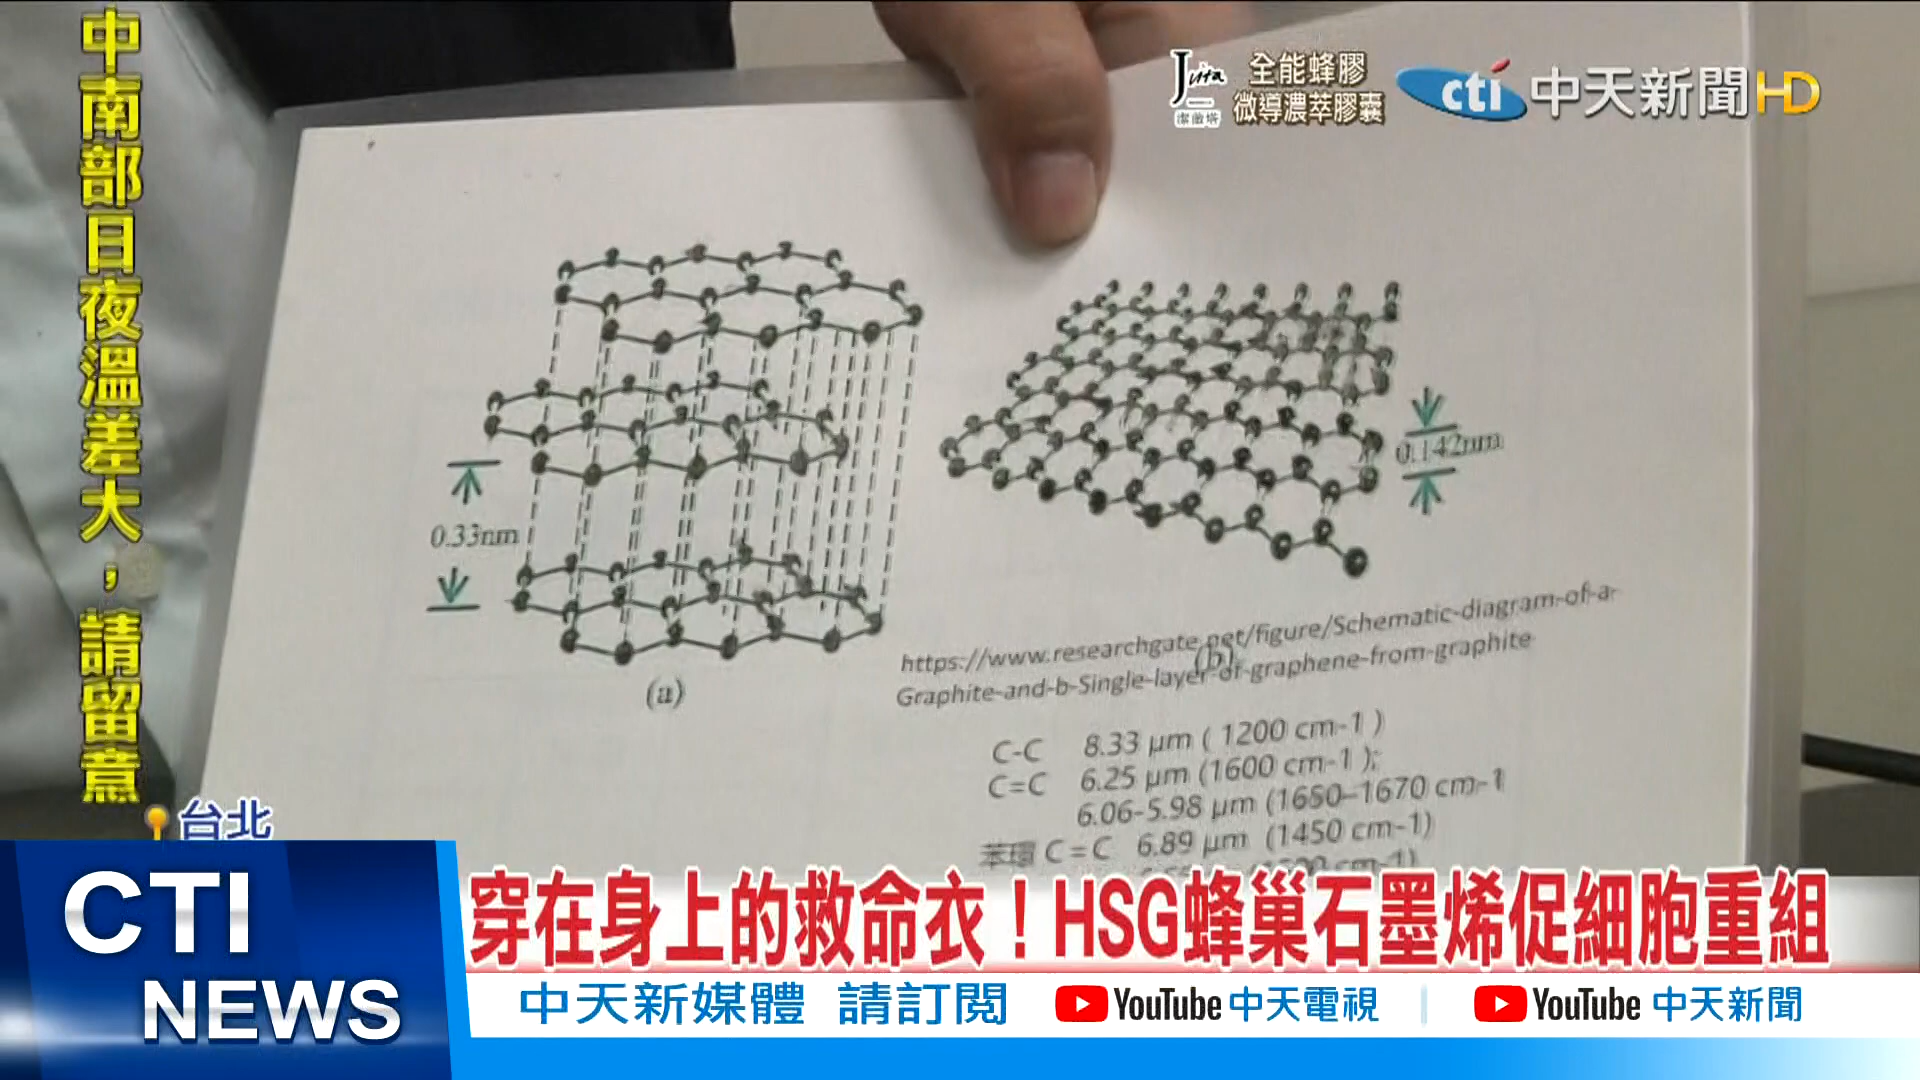 中南部日夜溫差大，請留意
Juta
潔徹塔
全能蜂膠
微導濃萃膠囊
cti 中天新聞HD
0.33nm
0.142nm
(a)
(b)
https://www.researchgate.net/figure/Schematic-diagram-of-a-
Graphite-and-b-Single-layer-of-graphene-from-graphite
C-C 8.33 μm ( 1200 cm-1 )
C=C 6.25 μm (1600 cm-1 );
6.06-5.98 μm (1650–1670 cm-1
苯環 C = C 6.89 μm (1450 cm-1)
台北
CTI
NEWS
穿在身上的救命衣！HSG蜂巢石墨烯促細胞重組
中天新媒體 請訂閱 YouTube 中天電視 | YouTube 中天新聞